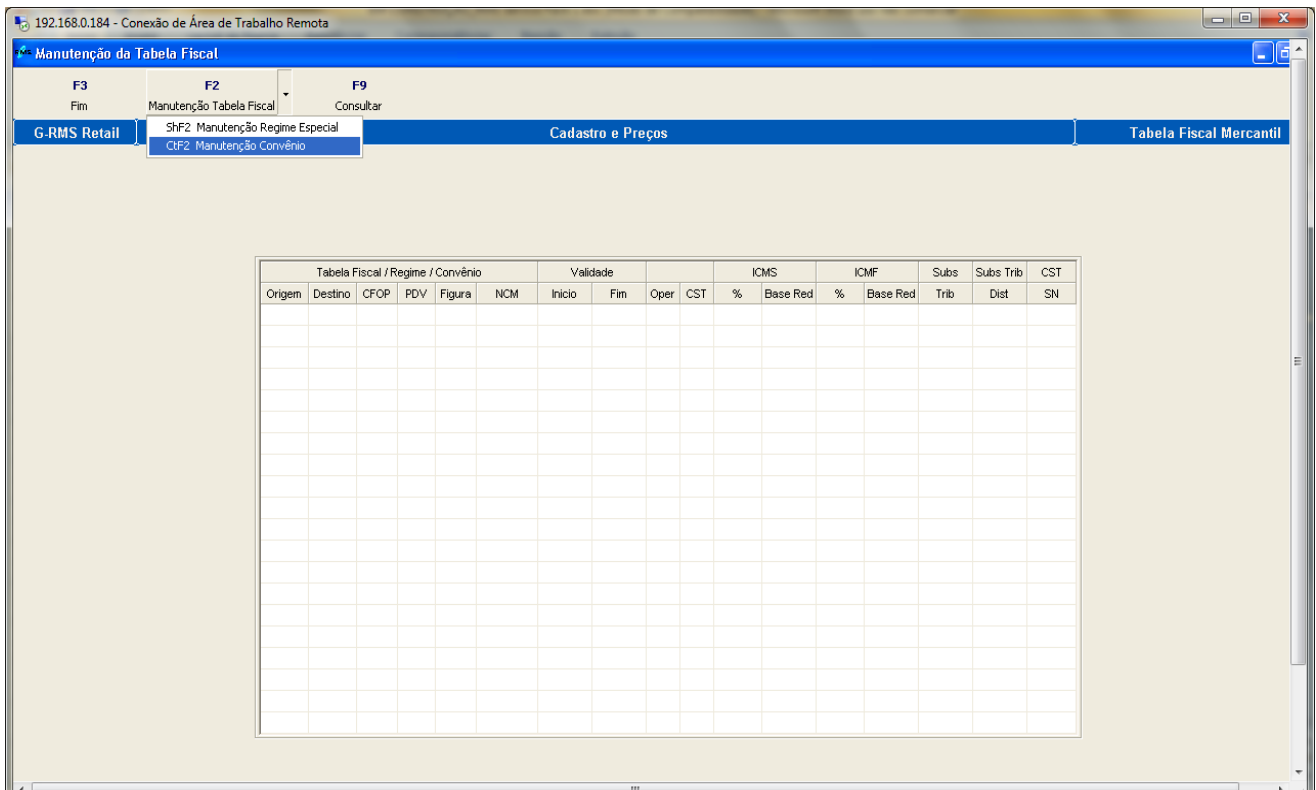 192.168.0.184 - Conexão de Área de Trabalho Remota
Manutenção da Tabela Fiscal
F3 F2 F9
Fim Manutenção Tabela Fiscal Consultar
G-RMS Retail Cadastro e Preços Tabela Fiscal Mercantil
ShF2 Manutenção Regime Especial
CtF2 Manutenção Convênio
Tabela Fiscal / Regime / Convênio Validade ICMS ICMF Subs Subs Trib CST
Origem Destino CFOP PDV Figura NCM Inicio Fim Oper CST % Base Red % Base Red Trib Dist SN